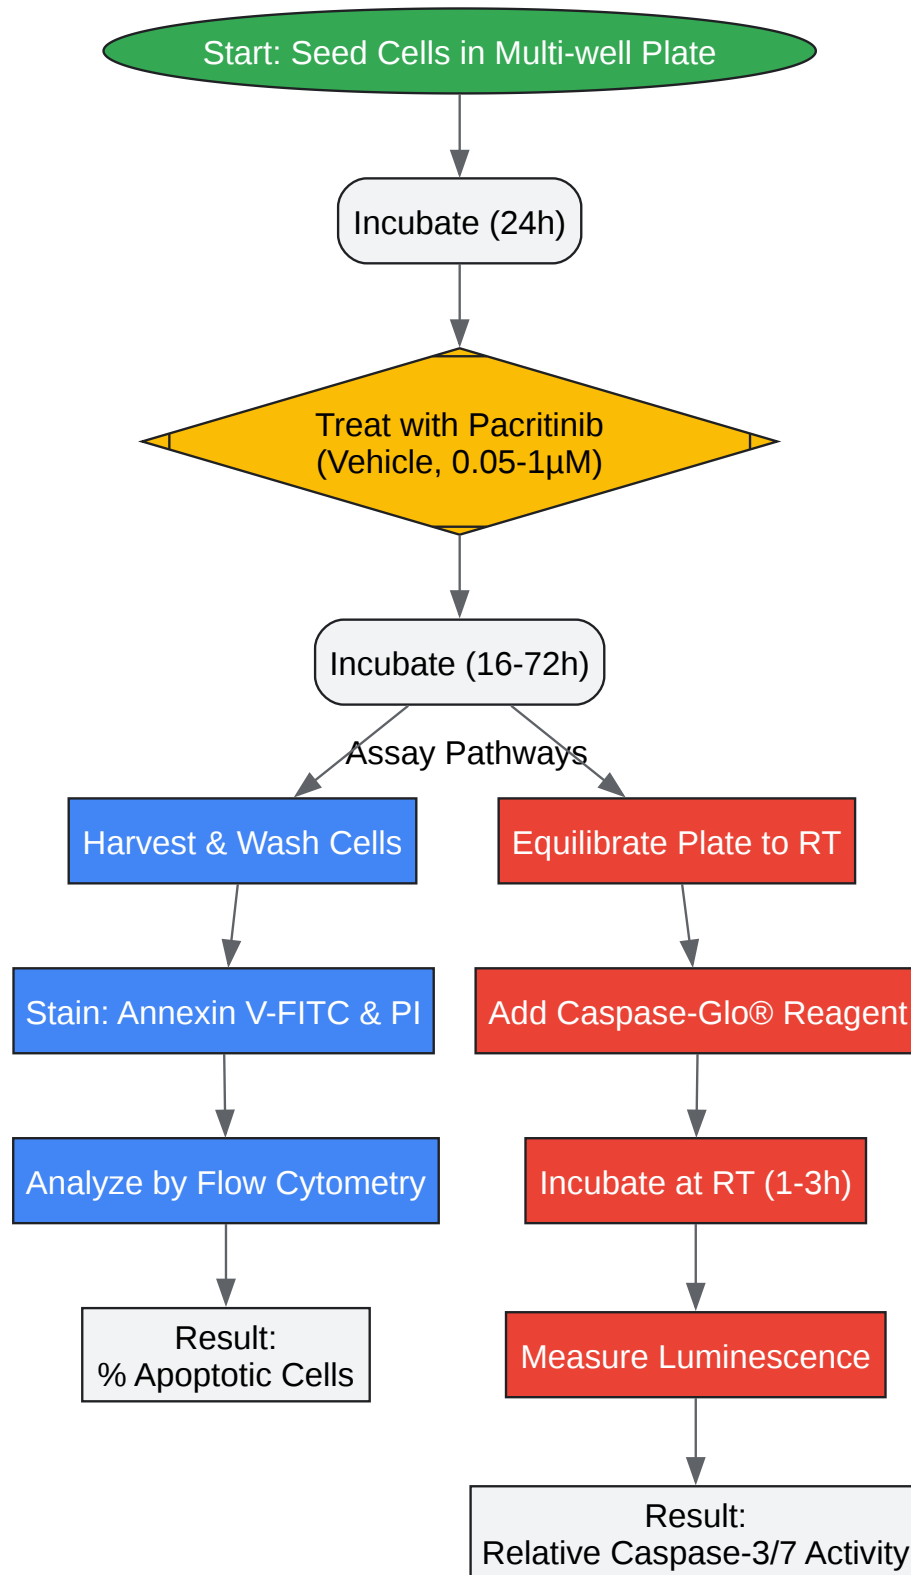 Start: Seed Cells in Multi-well Plate
Incubate (24h)
Treat with Pacritinib
(Vehicle, 0.05-1µM)
Incubate (16-72h)
Assay Pathways
Harvest & Wash Cells
Stain: Annexin V-FITC & PI
Analyze by Flow Cytometry
Result:
% Apoptotic Cells
Equilibrate Plate to RT
Add Caspase-Glo® Reagent
Incubate at RT (1-3h)
Measure Luminescence
Result:
Relative Caspase-3/7 Activity